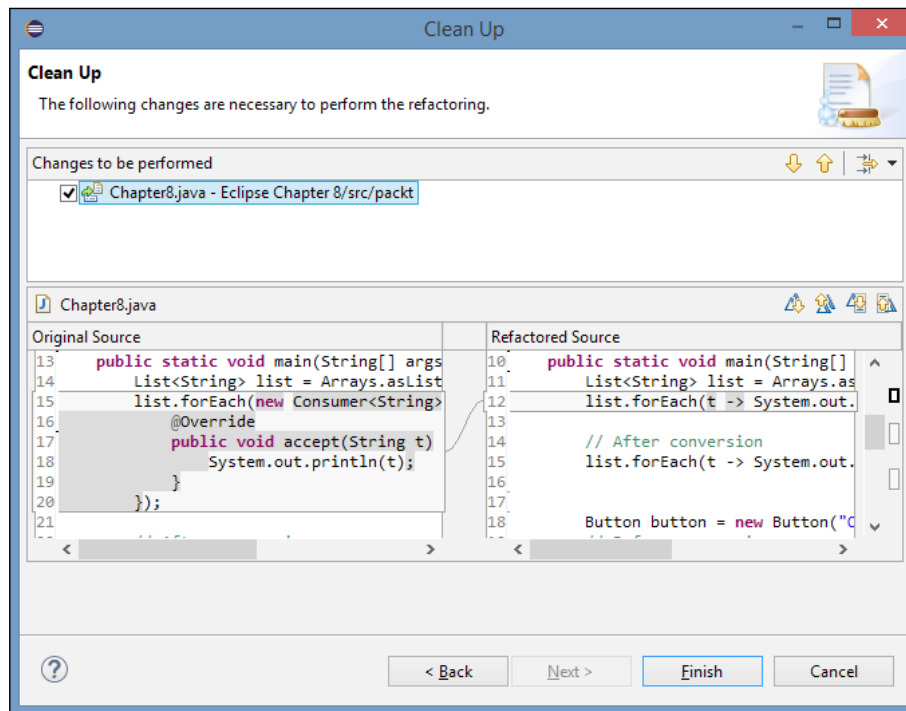 Clean Up
Clean Up
The following changes are necessary to perform the refactoring.
Changes to be performed
Chapter8.java - Eclipse Chapter 8/src/packt
Chapter8.java
Original Source
13 public static void main(String[] args
14 List<String> list = Arrays.asList
15 list.forEach(new Consumer<String>
16 @Override
17 public void accept(String t)
18 System.out.println(t);
19 }
20 });
21
Refactored Source
10 public static void main(String[]
11 List<String> list = Arrays.as
12 list.forEach(t -> System.out.
13
14 // After conversion
15 list.forEach(t -> System.out.
16
17
18 Button button = new Button("C
< Back
Next >
Finish
Cancel